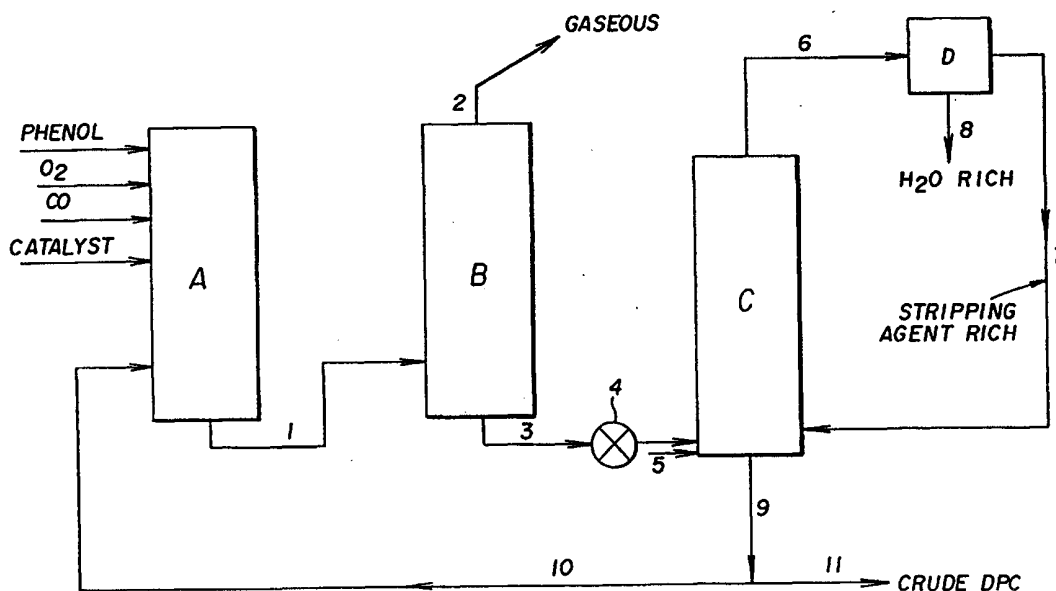 GASEOUS
6
D
2
8
H2O RICH
PHENOL
O2
CO
CATALYST
A
B
C
STRIPPING
AGENT RICH
4
1
3
5
9
10
11
CRUDE DPC